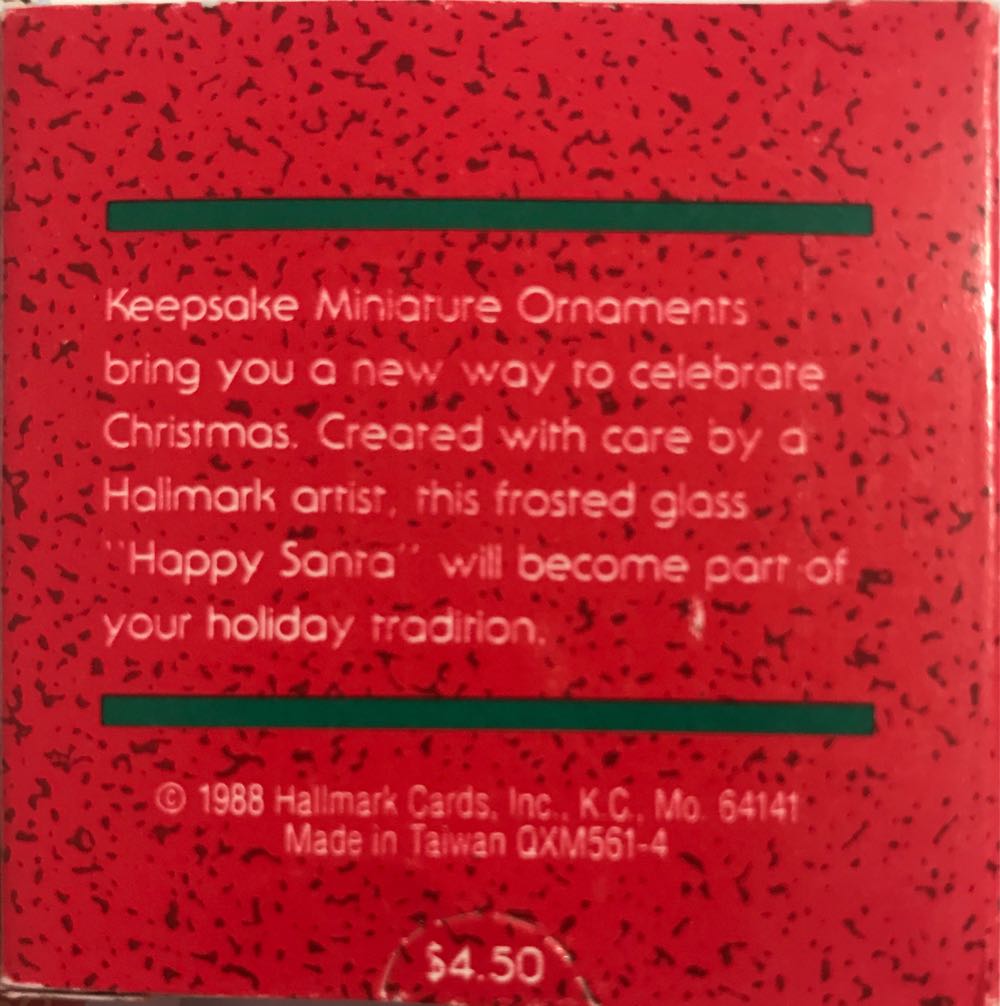 Keepsake Miniature Ornaments
bring you a new way to celebrate
Christmas. Created with care by a
Hallmark artist, this frosted glass
"Happy Santa" will become part of
your holiday tradition.
© 1988 Hallmark Cards, Inc., K.C., Mo. 64141
Made in Taiwan QXM561-4
$4.50